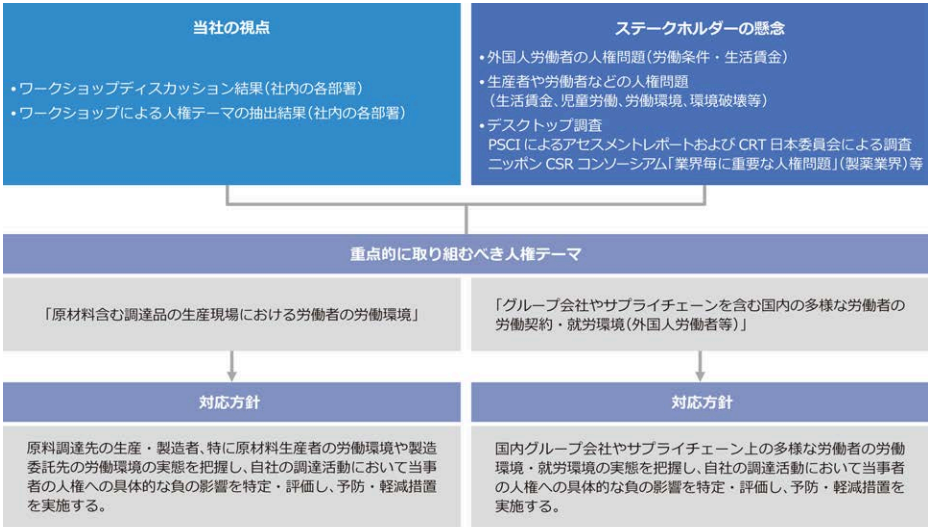 当社の視点
•ワークショップディスカッション結果(社内の各部署)
•ワークショップによる人権テーマの抽出結果(社内の各部署)
ステークホルダーの懸念
•外国人労働者の人権問題(労働条件・生活賃金)
•生産者や労働者などの人権問題
(生活賃金、児童労働、労働環境、環境破壊等)
•デスクトップ調査
PSCIによるアセスメントレポートおよびCRT日本委員会による調査
ニッポンCSRコンソーシアム「業界毎に重要な人権問題」(製薬業界)等
重点的に取り組むべき人権テーマ
「原材料含む調達品の生産現場における労働者の労働環境」
「グループ会社やサプライチェーンを含む国内の多様な労働者の
労働契約・就労環境(外国人労働者等)」
対応方針
原料調達先の生産・製造者、特に原材料生産者の労働環境や製造
委託先の労働環境の実態を把握し、自社の調達活動において当事
者の人権への具体的な負の影響を特定・評価し、予防・軽減措置
を実施する。
対応方針
国内グループ会社やサプライチェーン上の多様な労働者の労働
環境・就労環境の実態を把握し、自社の調達活動において当事者
の人権への具体的な負の影響を特定・評価し、予防・軽減措置を
実施する。